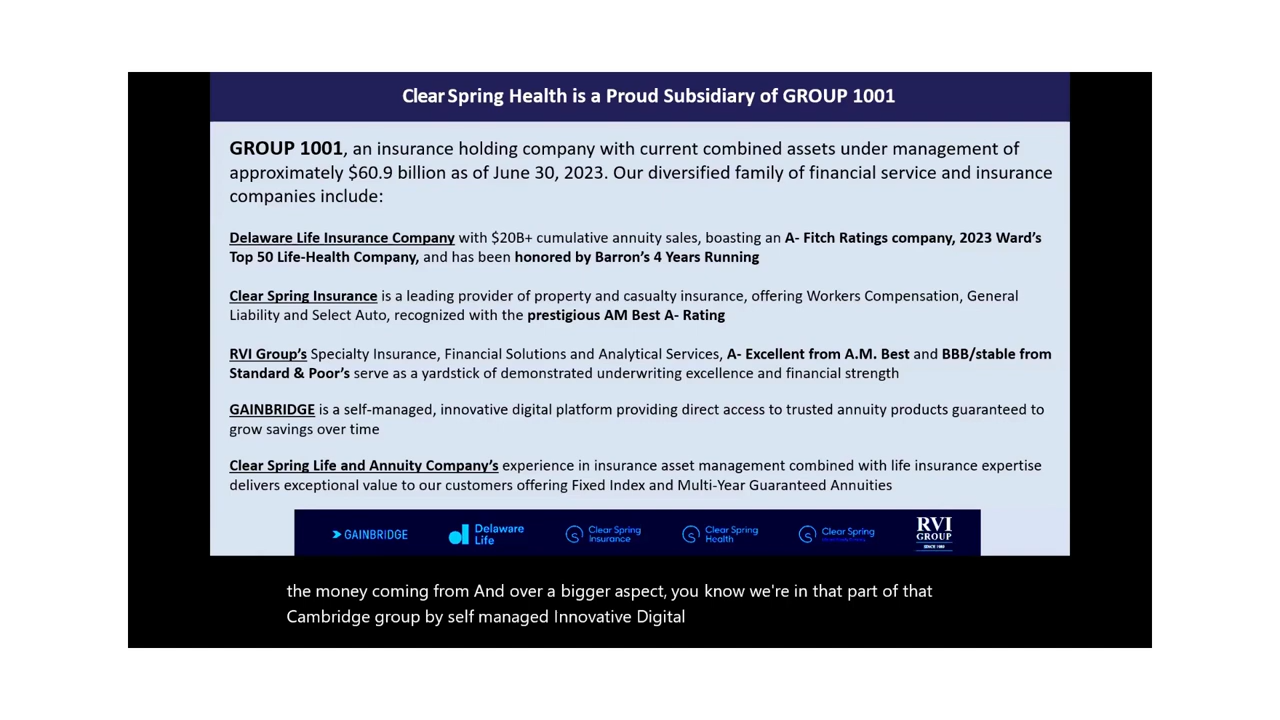 Clear Spring Health is a Proud Subsidiary of GROUP 1001
GROUP 1001, an insurance holding company with current combined assets under management of
approximately $60.9 billion as of June 30, 2023. Our diversified family of financial service and insurance
companies include:
Delaware Life Insurance Company with $20B+ cumulative annuity sales, boasting an A- Fitch Ratings company, 2023 Ward's
Top 50 Life-Health Company, and has been honored by Barron's 4 Years Running
Clear Spring Insurance is a leading provider of property and casualty insurance, offering Workers Compensation, General
Liability and Select Auto, recognized with the prestigious AM Best A- Rating
RVI Group's Specialty Insurance, Financial Solutions and Analytical Services, A- Excellent from A.M. Best and BBB/stable from
Standard & Poor's serve as a yardstick of demonstrated underwriting excellence and financial strength
GAINBRIDGE is a self-managed, innovative digital platform providing direct access to trusted annuity products guaranteed to
grow savings over time
Clear Spring Life and Annuity Company's experience in insurance asset management combined with life insurance expertise
delivers exceptional value to our customers offering Fixed Index and Multi-Year Guaranteed Annuities
GAINBRIDGE
Delaware
Life
Clear Spring
Insurance
Clear Spring
Health
Clear Spring
RVI
GROUP
SINCE 1989
the money coming from And over a bigger aspect, you know we're in that part of that
Cambridge group by self managed Innovative Digital